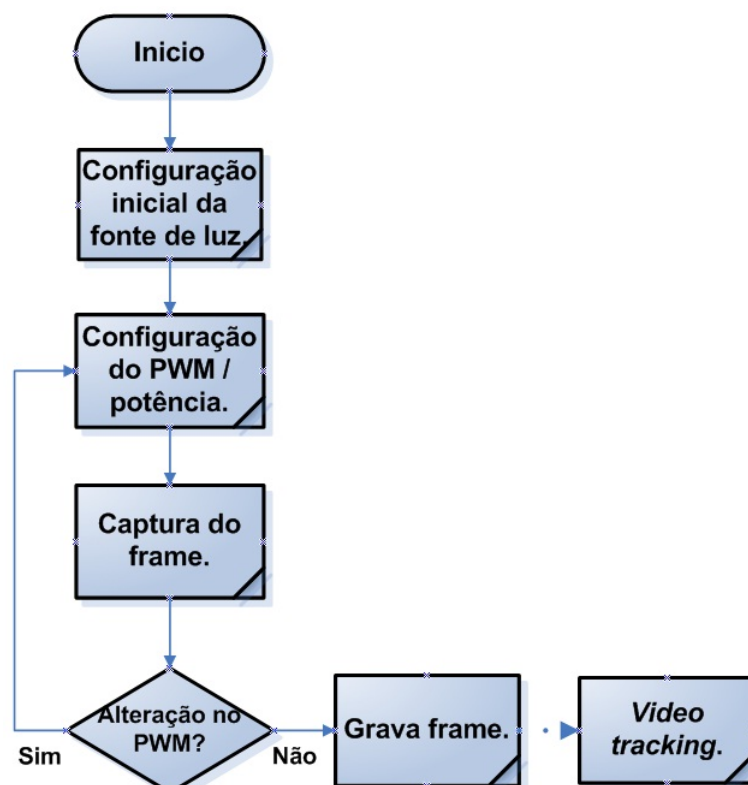 Inicio
Configuração
inicial da
fonte de luz.
Configuração
do PWM /
potência.
Captura do
frame.
Alteração no
PWM?
Sim
Não
Grava frame.
Video
tracking.